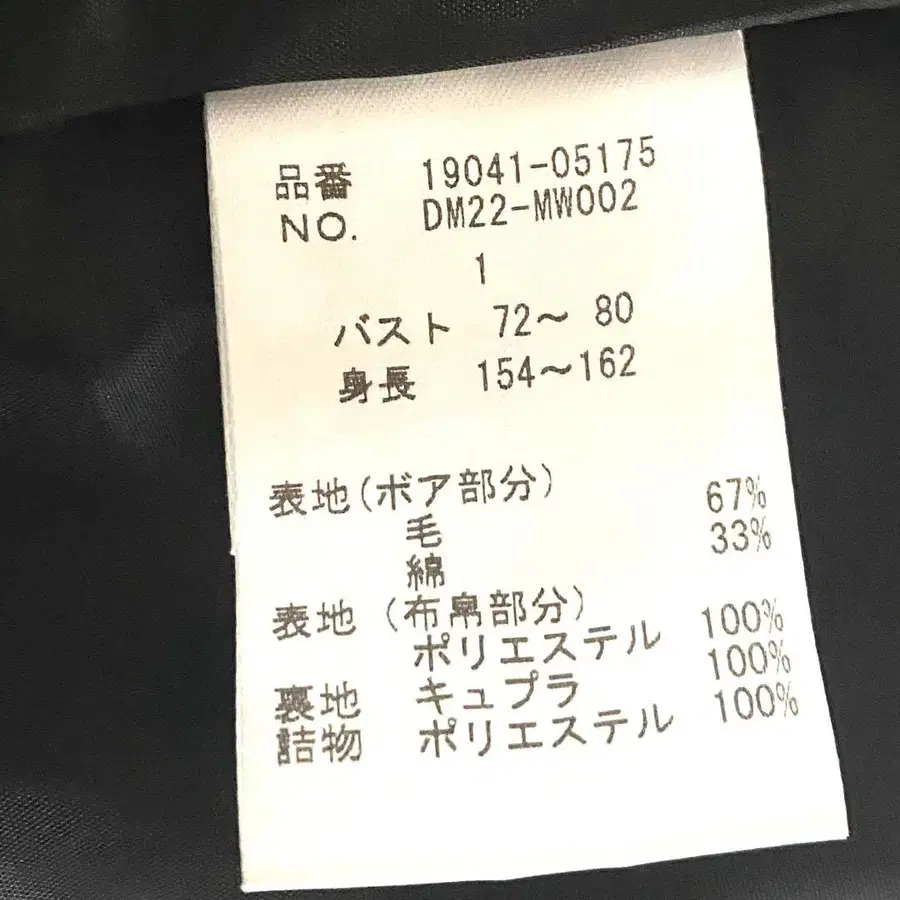 品番 19041-05175
NO. DM22-MW002
1
バスト 72～ 80
身長 154～162
表地(ボア部分)
毛 67%
綿 33%
表地 (布帛部分)
ポリエステル 100%
裏地 キュプラ 100%
詰物 ポリエステル 100%